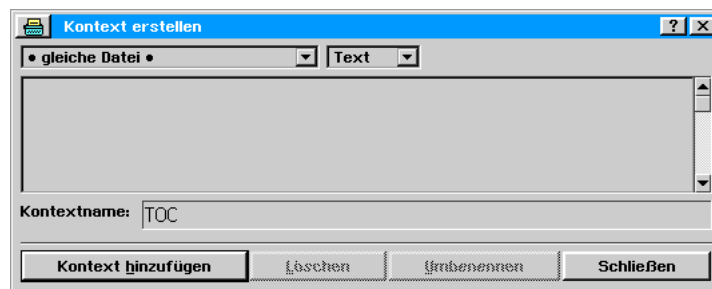 Kontext erstellen
? X
• gleiche Datei • Text
Kontextname: TOC
Kontext hinzufügen Löschen Umbenennen Schließen